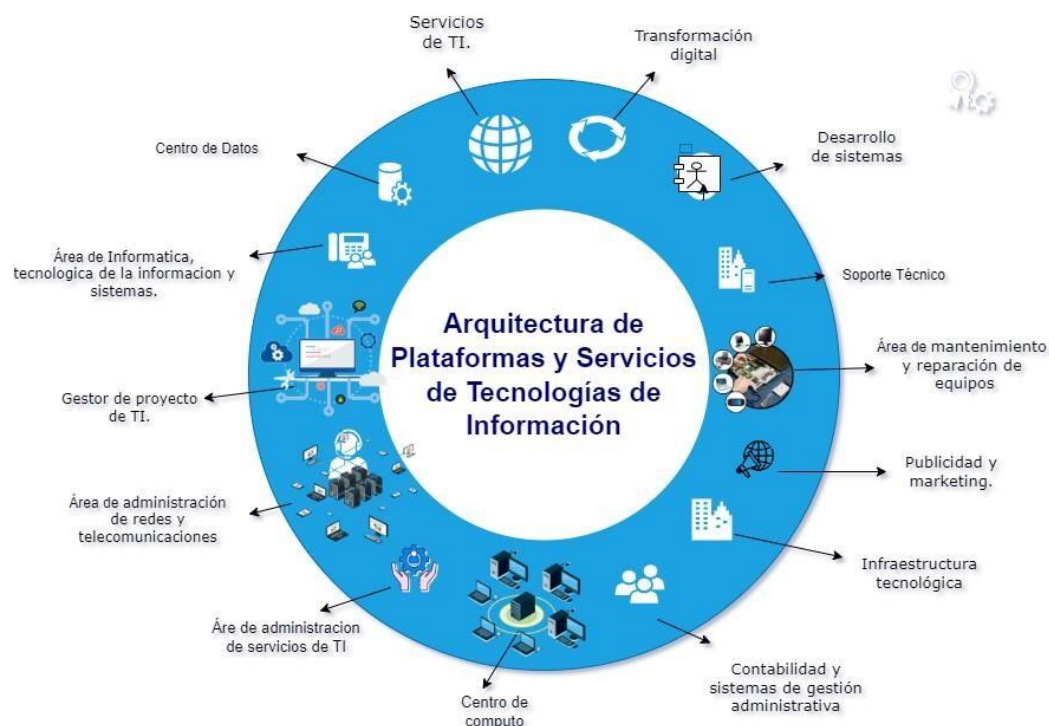 Servicios
de TI.
Transformación
digital
Desarrollo
de sistemas
Soporte Técnico
Área de mantenimiento
y reparación de
equipos
Publicidad y
marketing.
Infraestructura
tecnológica
Contabilidad y
sistemas de gestión
administrativa
Centro de
computo
Áre de administracion
de servicios de TI
Área de administración
de redes y
telecomunicaciones
Gestor de proyecto
de TI.
Área de Informatica,
tecnologica de la informacion y
sistemas.
Centro de Datos
Arquitectura de
Plataformas y Servicios
de Tecnologías de
Información